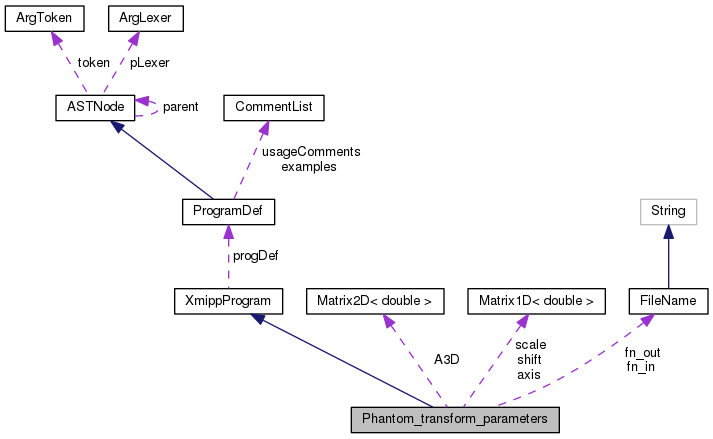 ArgToken
ArgLexer
token
pLexer
ASTNode
parent
CommentList
usageComments
examples
ProgramDef
String
progDef
XmippProgram
Matrix2D< double >
Matrix1D< double >
FileName
A3D
scale
shift
axis
fn_out
fn_in
Phantom_transform_parameters